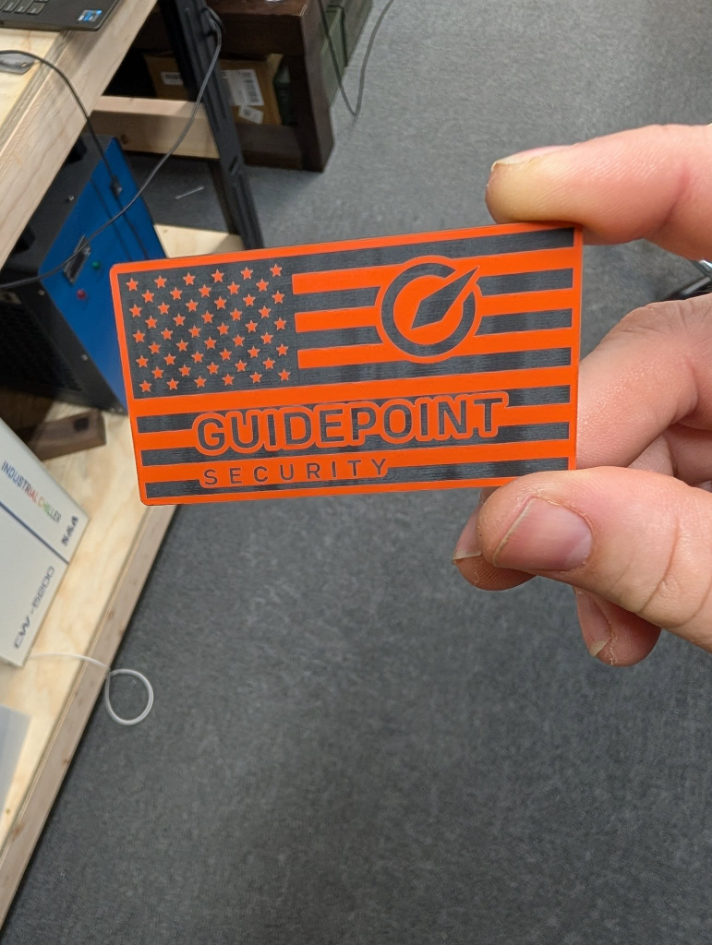 GUIDEPOINT
SECURITY
INDUSTRIAL CHILLER
CW-5200
S&A